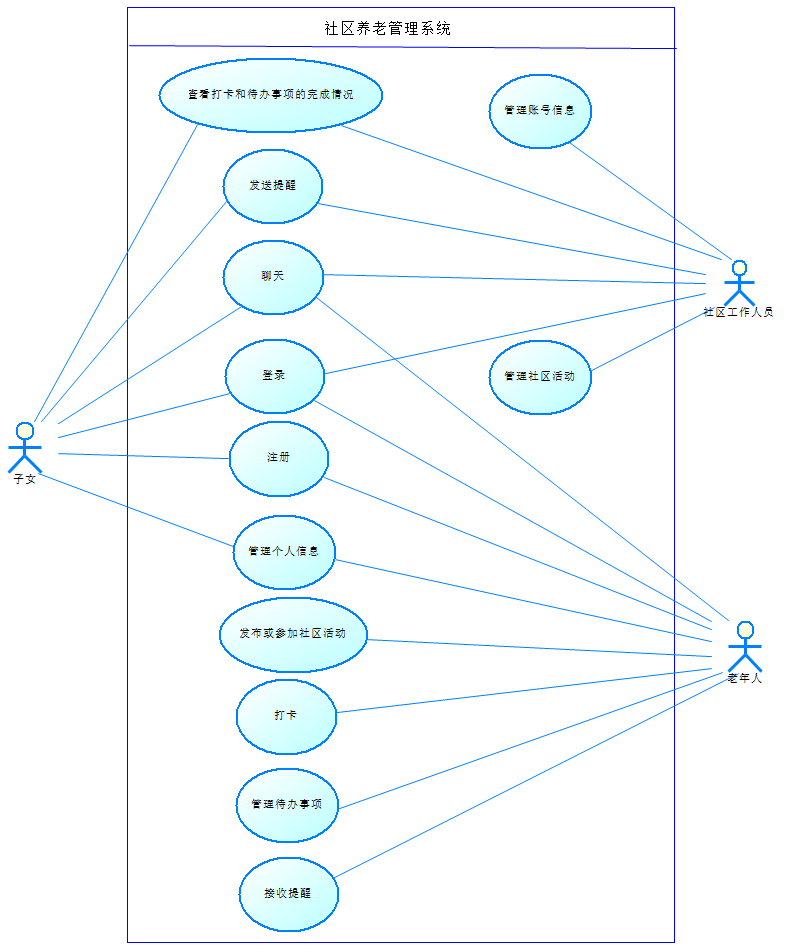 社区养老管理系统
查看打卡和待办事项的完成情况
管理账号信息
发送提醒
聊天
社区工作人员
登录
管理社区活动
注册
子女
管理个人信息
发布或参加社区活动
老年人
打卡
管理待办事项
接收提醒